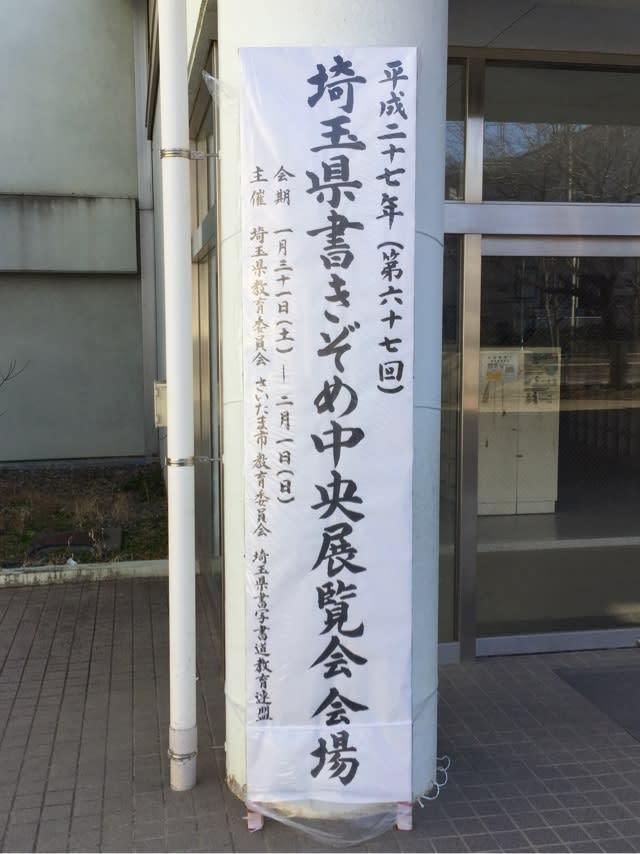 平成二十七年(第六十七回)
埼玉県書きぞめ中央展覧会会場
会期 一月三十一日(土)―二月一日(日)
主催 埼玉県教育委員会 さいたま市教育委員会 埼玉県書写書道教育連盟